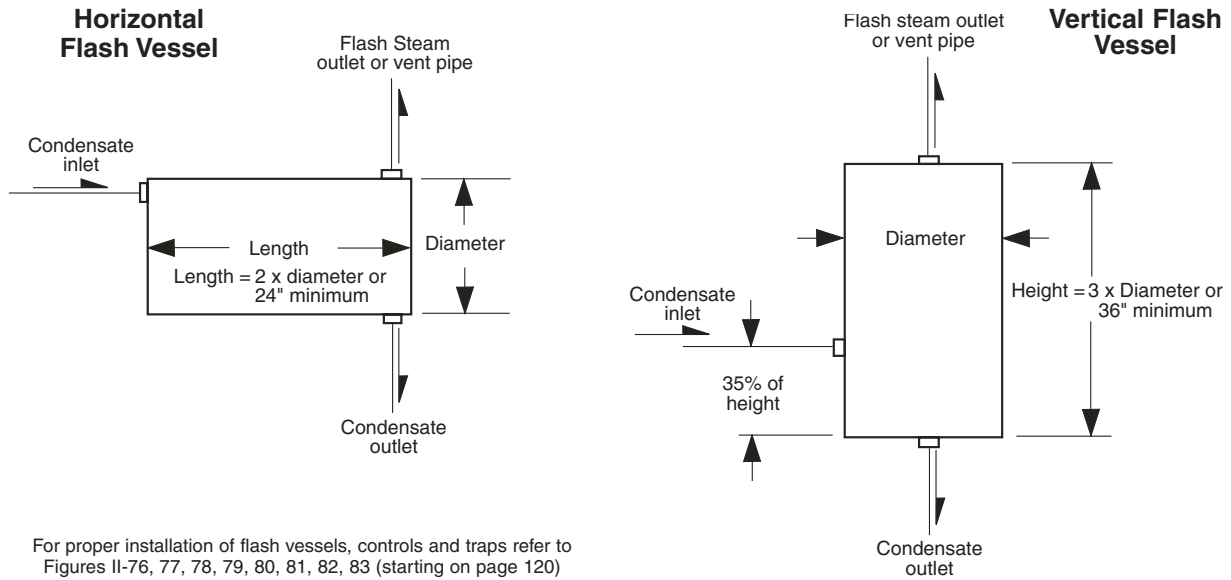 Horizontal
Flash Vessel
Flash Steam
outlet or vent pipe
Condensate
inlet
Length
Length = 2 x diameter or
24" minimum
Diameter
Condensate
outlet
For proper installation of flash vessels, controls and traps refer to
Figures II-76, 77, 78, 79, 80, 81, 82, 83 (starting on page 120)
Flash steam outlet
or vent pipe
Vertical Flash
Vessel
Diameter
Condensate
inlet
35% of
height
Height = 3 x Diameter or
36" minimum
Condensate
outlet